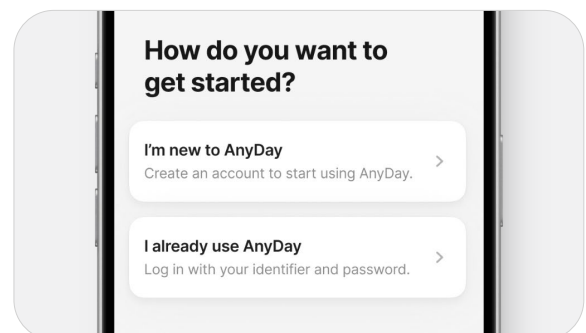 How do you want to
get started?
I’m new to AnyDay
Create an account to start using AnyDay.
I already use AnyDay
Log in with your identifier and password.